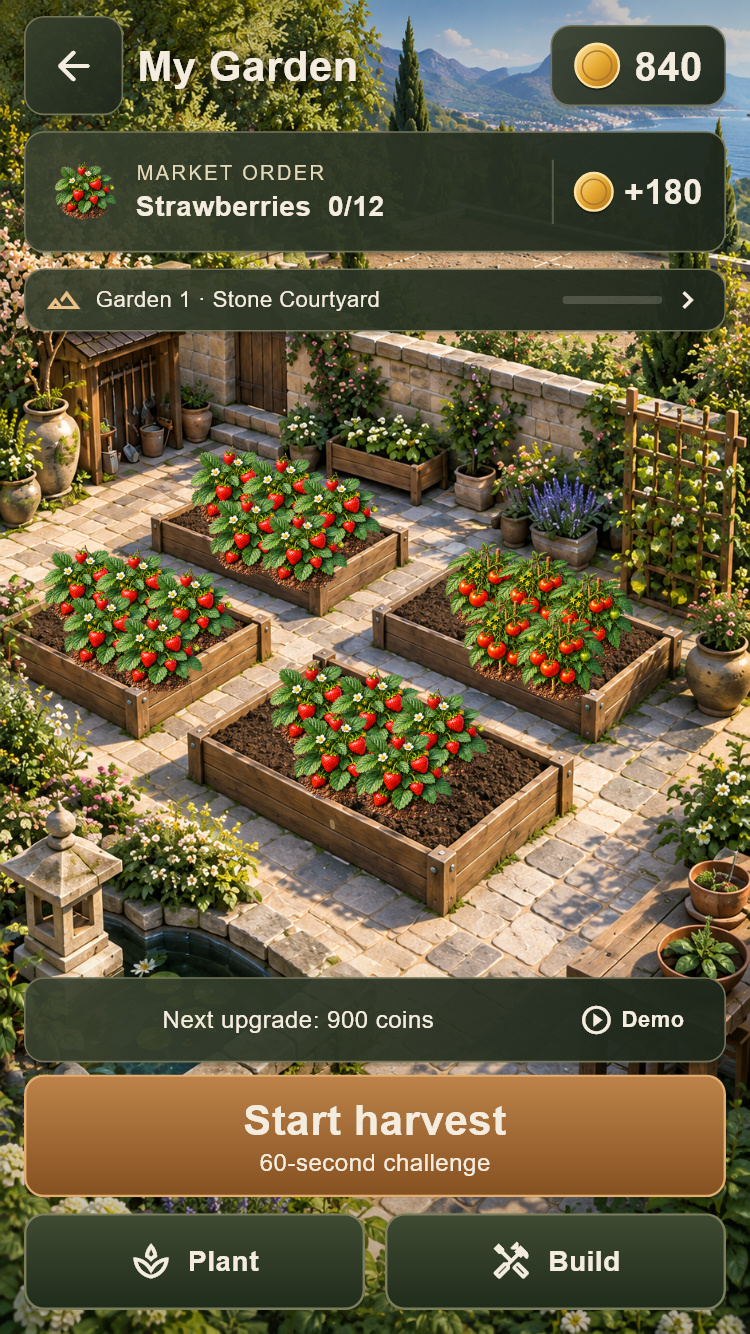 My Garden
840
MARKET ORDER
Strawberries 0/12
+180
Garden 1 · Stone Courtyard
Next upgrade: 900 coins
Demo
Start harvest
60-second challenge
Plant
Build